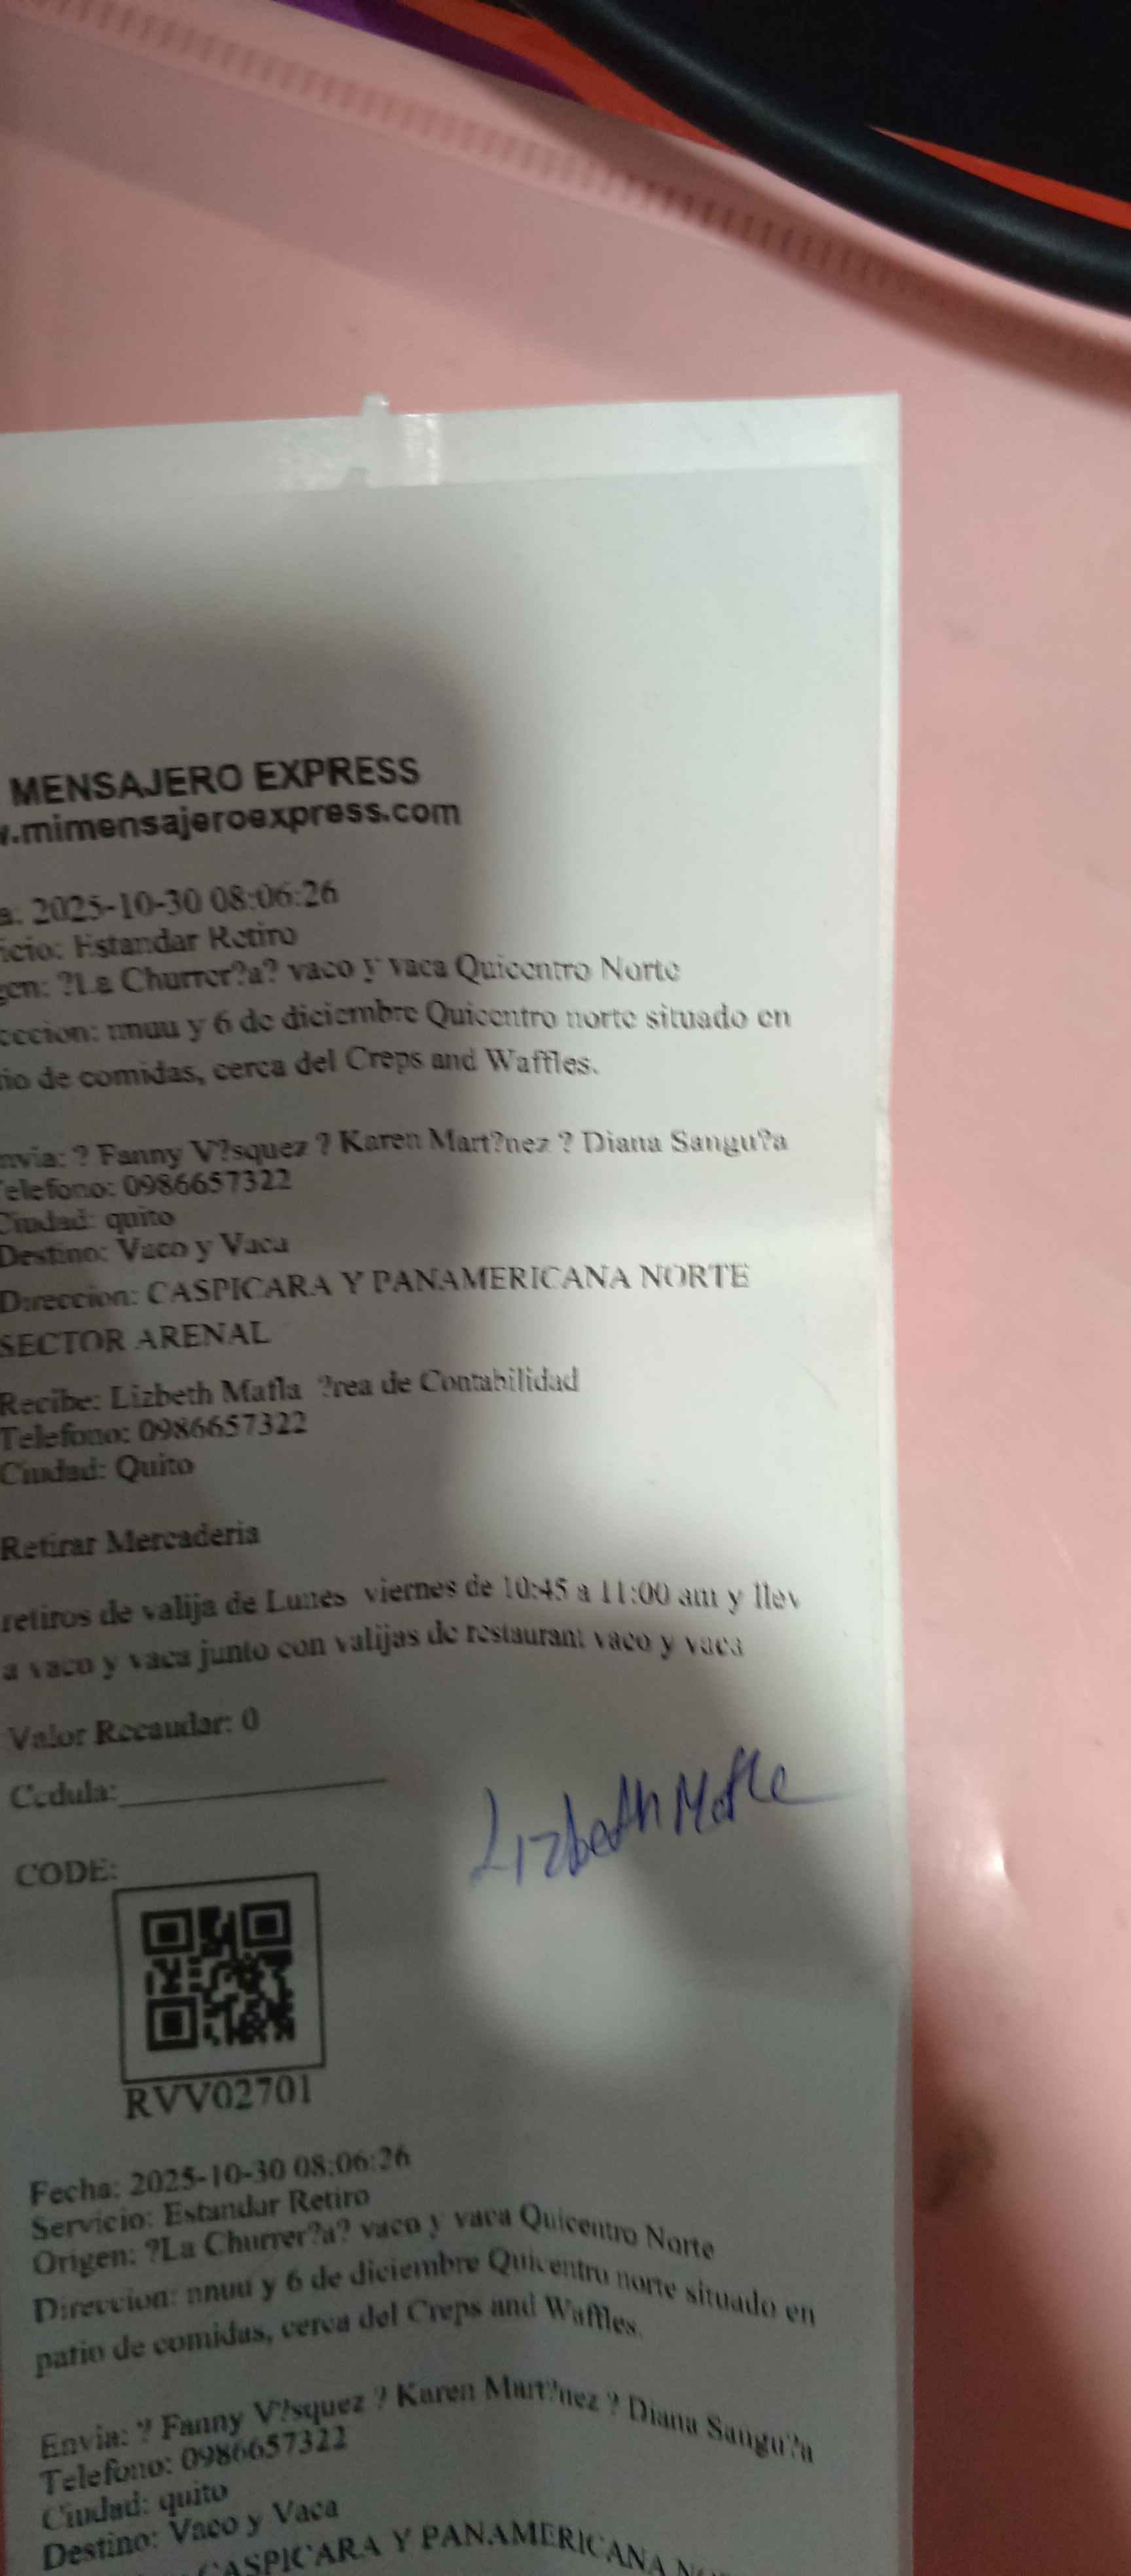 MENSAJERO EXPRESS
w.mimensajeroexpress.com
a: 2025-10-30 08:06:26
icio: Estandar Retiro
gen: ?La Churrer?a? vaco y vaca Quicentro Norte
eccion: nnuu y 6 de diciembre Quicentro norte situado en
io de comidas, cerca del Creps and Waffles.
nvia: ? Fanny V?squez ? Karen Mart?nez ? Diana Sangu?a
Telefono: 0986657322
Ciudad: quito
Destino: Vaco y Vaca
Direccion: CASPICARA Y PANAMERICANA NORTE
SECTOR ARENAL
Recibe: Lizbeth Mafla ?rea de Contabilidad
Telefono: 0986657322
Ciudad: Quito
Retirar Mercaderia
retiros de valija de Lunes viernes de 10:45 a 11:00 am y llev
a vaco y vaca junto con valijas de restaurant vaco y vaca
Valor Recaudar: 0
Cedula:
Lizbeth Mafla
CODE:
RVV02701
Fecha: 2025-10-30 08:06:26
Servicio: Estandar Retiro
Origen: ?La Churrer?a? vaco y vaca Quicentro Norte
Direccion: nnuu y 6 de diciembre Quicentro norte situado en
patio de comidas, cerca del Creps and Waffles.
Envia: ? Fanny V?squez ? Karen Mart?nez ? Diana Sangu?a
Telefono: 0986657322
Ciudad: quito
Destino: Vaco y Vaca
CASPICARA Y PANAMERICANA